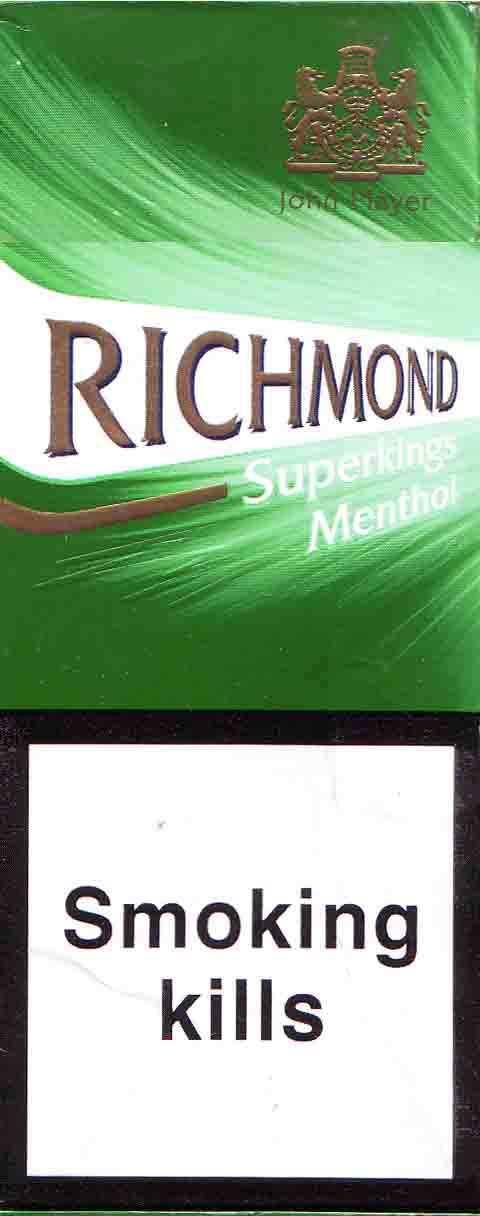 John Player
RICHMOND
Superkings
Menthol
Smoking
kills